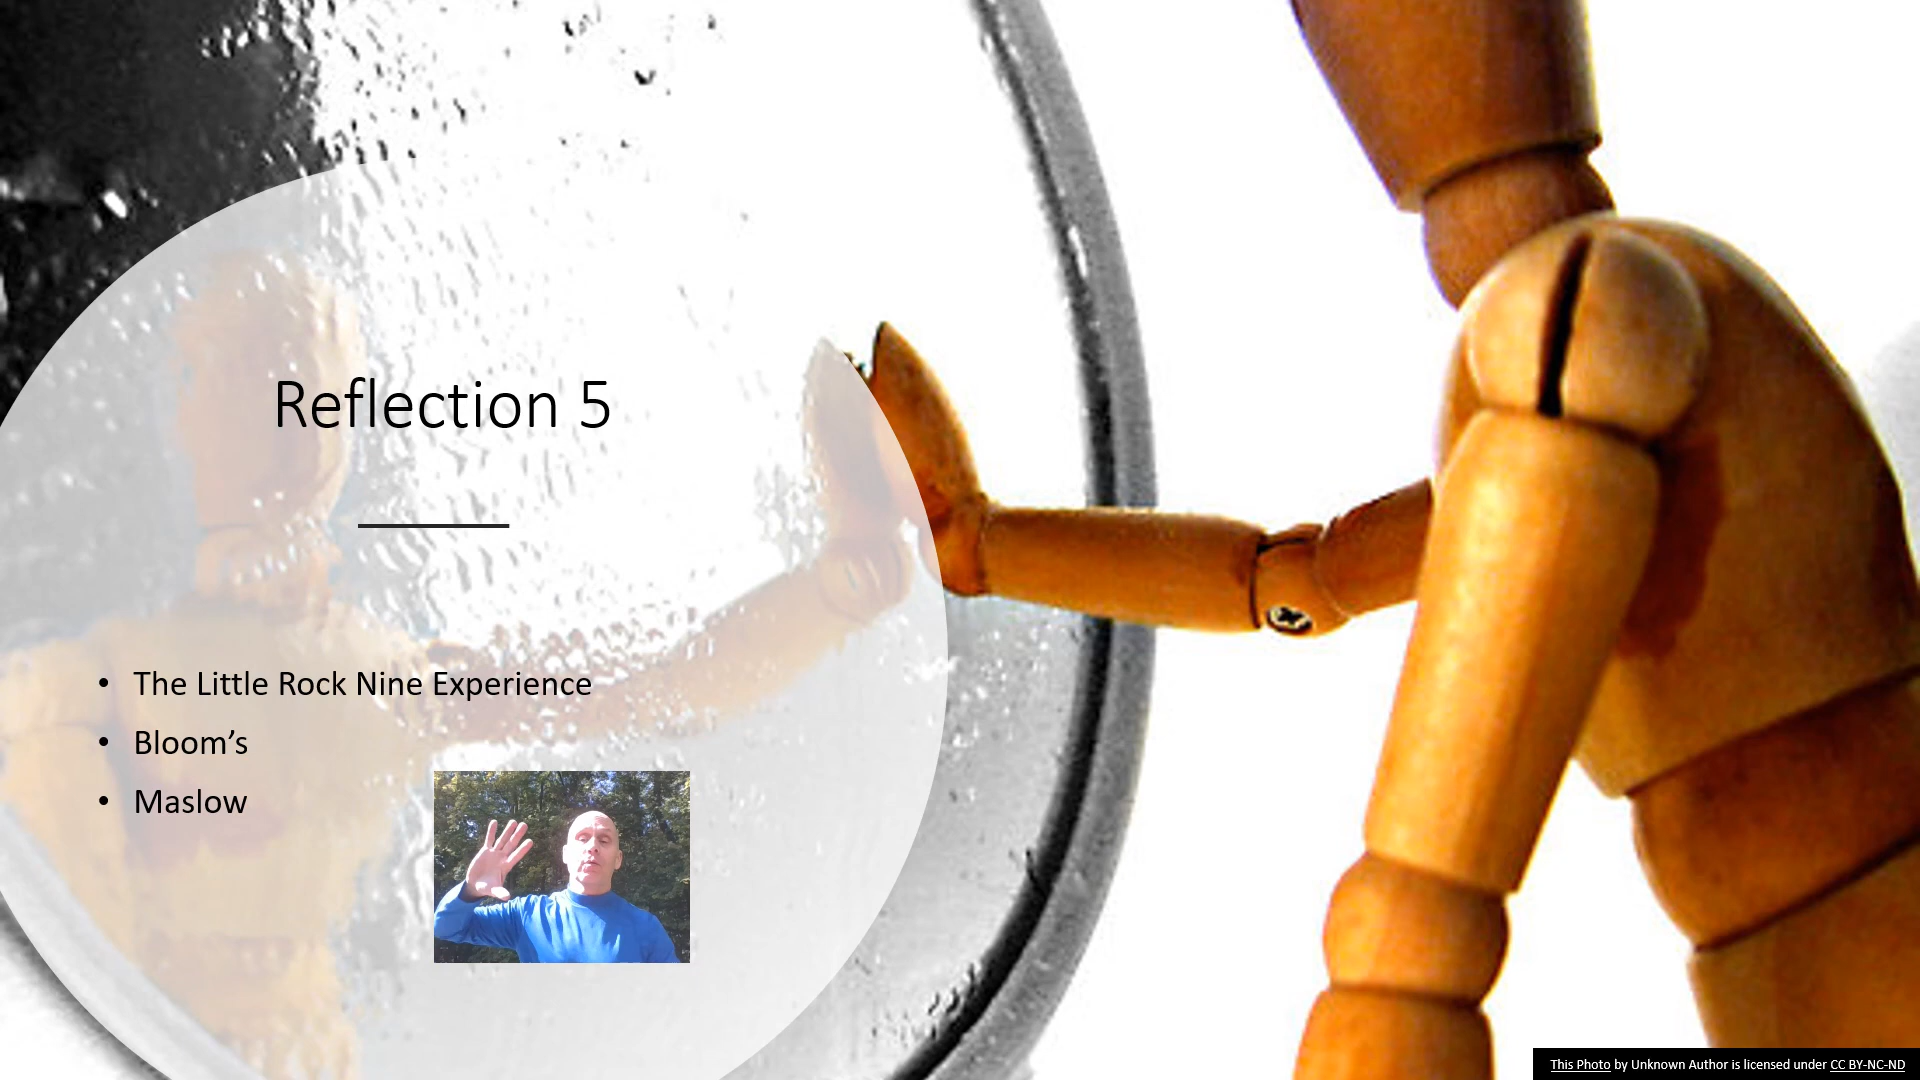 Reflection 5
• The Little Rock Nine Experience
• Bloom’s
• Maslow
This Photo by Unknown Author is licensed under CC BY-NC-ND